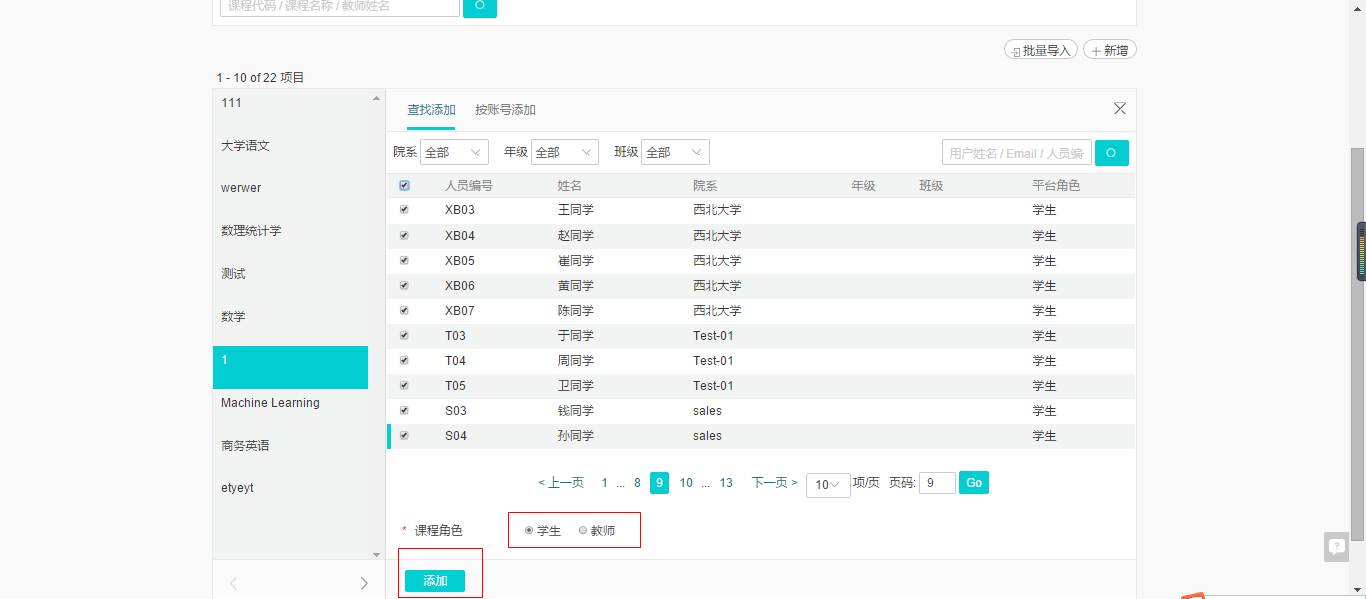 课程代码 / 课程名称 / 教师姓名
批量导入 新增
1 - 10 of 22 项目
111
大学语文
werwer
数理统计学
测试
数学
1
Machine Learning
商务英语
etyeyt
查找添加 按账号添加
院系 全部 年级 全部 班级 全部 用户姓名 / Email / 人员编
人员编号 姓名 院系 年级 班级 平台角色
XB03 王同学 西北大学 学生
XB04 赵同学 西北大学 学生
XB05 崔同学 西北大学 学生
XB06 黄同学 西北大学 学生
XB07 陈同学 西北大学 学生
T03 于同学 Test-01 学生
T04 周同学 Test-01 学生
T05 卫同学 Test-01 学生
S03 钱同学 sales 学生
S04 孙同学 sales 学生
< 上一页 1 ... 8 9 10 ... 13 下一页 > 10 项/页 页码: 9 Go
* 课程角色 学生 教师
添加